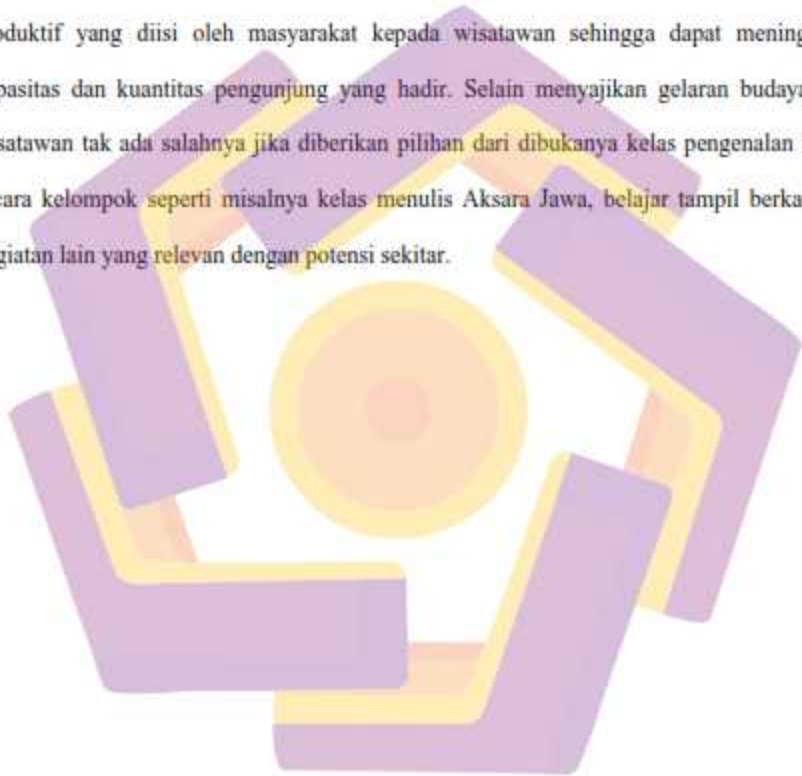 oduktif yang diisi oleh masyarakat kepada wisatawan sehingga dapat mening
pasitas dan kuantitas pengunjung yang hadir. Selain menyajikan gelaran budaya
satawan tak ada salahnya jika diberikan pilihan dari dibukanya kelas pengenalan
cara kelompok seperti misalnya kelas menulis Aksara Jawa, belajar tampil berka
giatan lain yang relevan dengan potensi sekitar.